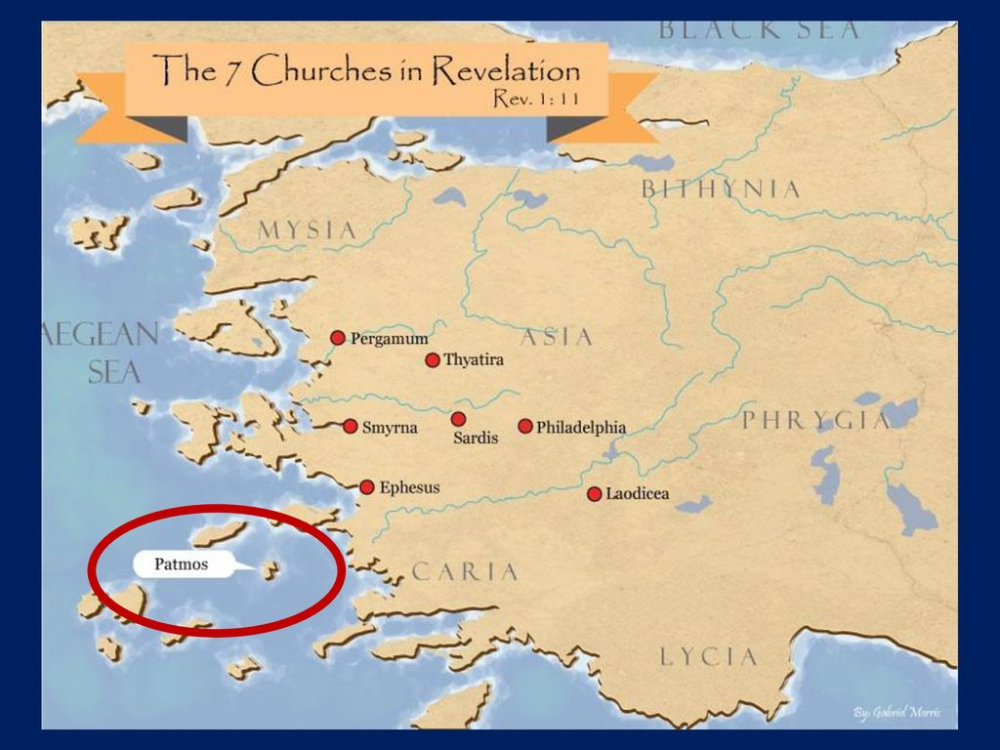 BLACK SEA
The 7 Churches in Revelation
Rev. 1:11
BITHYNIA
MYSIA
AEGEAN
SEA
ASIA
Pergamum
Thyatira
Smyrna
Sardis
Philadelphia
PHRYGIA
Ephesus
Laodicea
Patmos
CARIA
LYCIA
By: Gabriel Morris